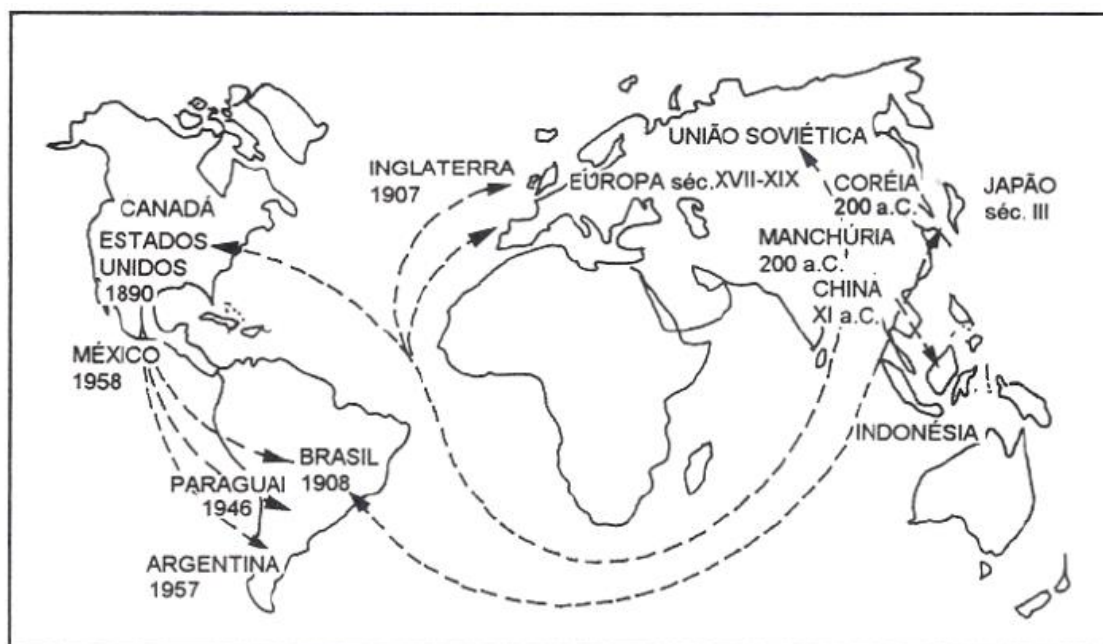 CANADÁ
ESTADOS
UNIDOS
1890
MÉXICO
1958
BRASIL
1908
PARAGUAI
1946
ARGENTINA
1957
INGLATERRA
1907
EUROPA séc.XVII-XIX
UNIÃO SOVIÉTICA
CORÉIA
200 a.C.
JAPÃO
séc. III
MANCHÚRIA
200 a.C.
CHINA
XI a.C.
INDONÉSIA